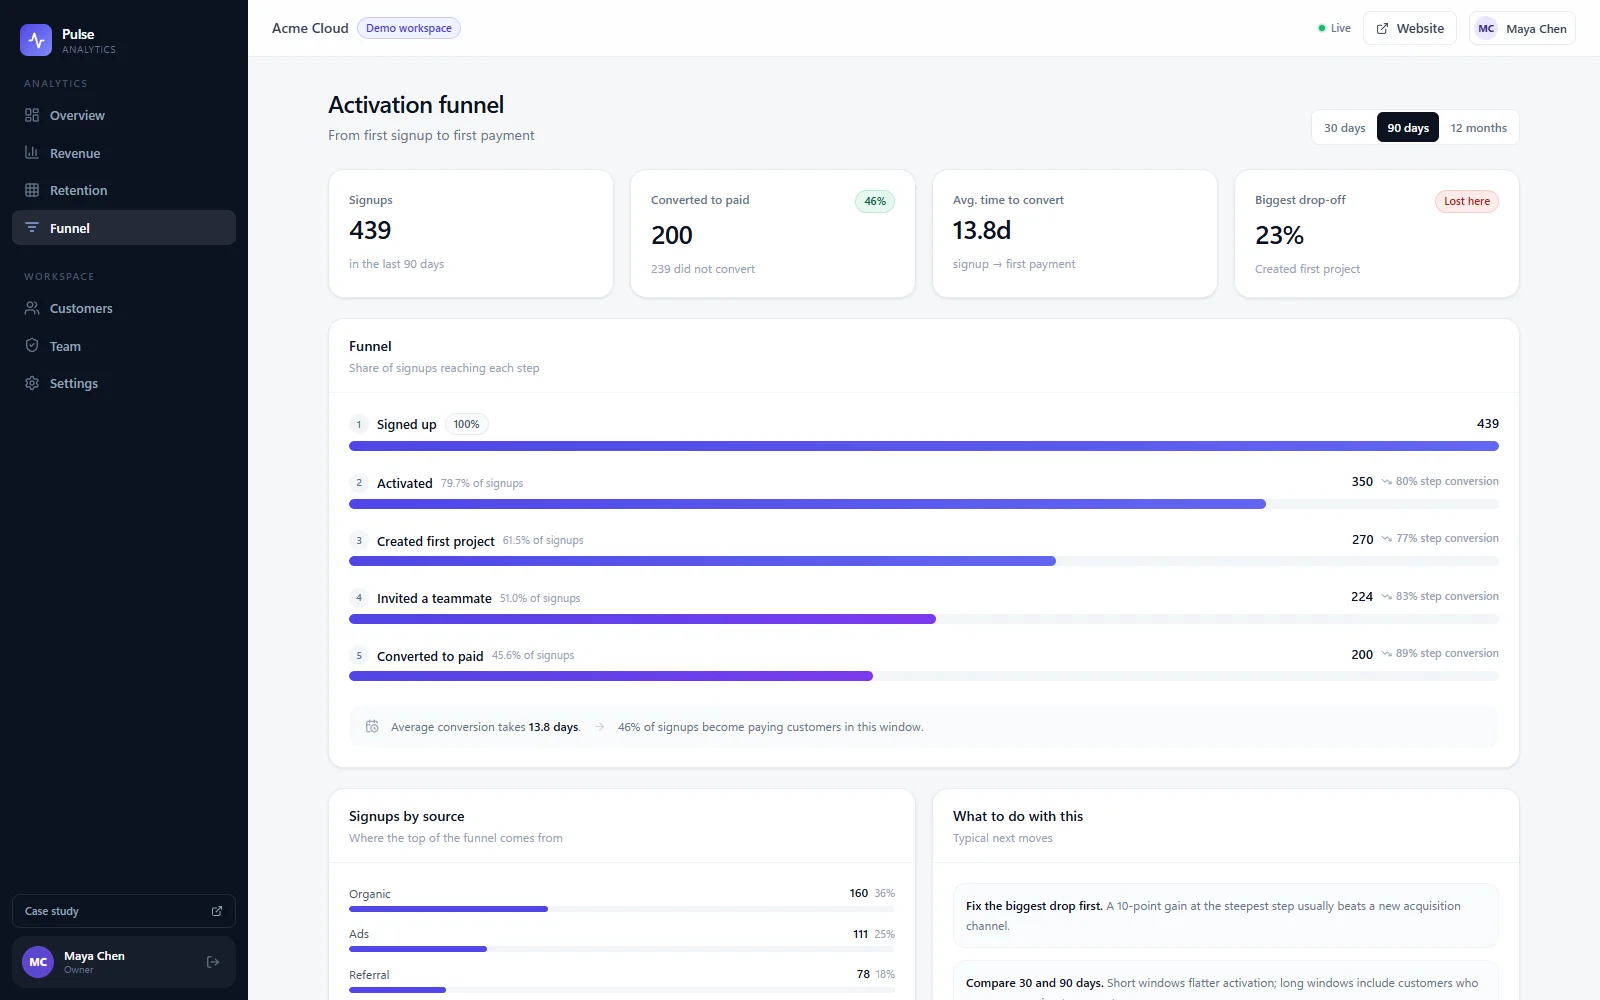 Pulse
ANALYTICS
ANALYTICS
Overview
Revenue
Retention
Funnel
WORKSPACE
Customers
Team
Settings
Case study
MC
Maya Chen
Owner
Acme Cloud
Demo workspace
Live
Website
MC
Maya Chen
Activation funnel
From first signup to first payment
30 days
90 days
12 months
Signups
439
in the last 90 days
Converted to paid
46%
200
239 did not convert
Avg. time to convert
13.8d
signup → first payment
Biggest drop-off
Lost here
23%
Created first project
Funnel
Share of signups reaching each step
1 Signed up 100% 439
2 Activated 79.7% of signups 350 80% step conversion
3 Created first project 61.5% of signups 270 77% step conversion
4 Invited a teammate 51.0% of signups 224 83% step conversion
5 Converted to paid 45.6% of signups 200 89% step conversion
Average conversion takes 13.8 days. → 46% of signups become paying customers in this window.
Signups by source
Where the top of the funnel comes from
Organic 160 36%
Ads 111 25%
Referral 78 18%
What to do with this
Typical next moves
Fix the biggest drop first. A 10-point gain at the steepest step usually beats a new acquisition
channel.
Compare 30 and 90 days. Short windows flatter activation; long windows include customers who